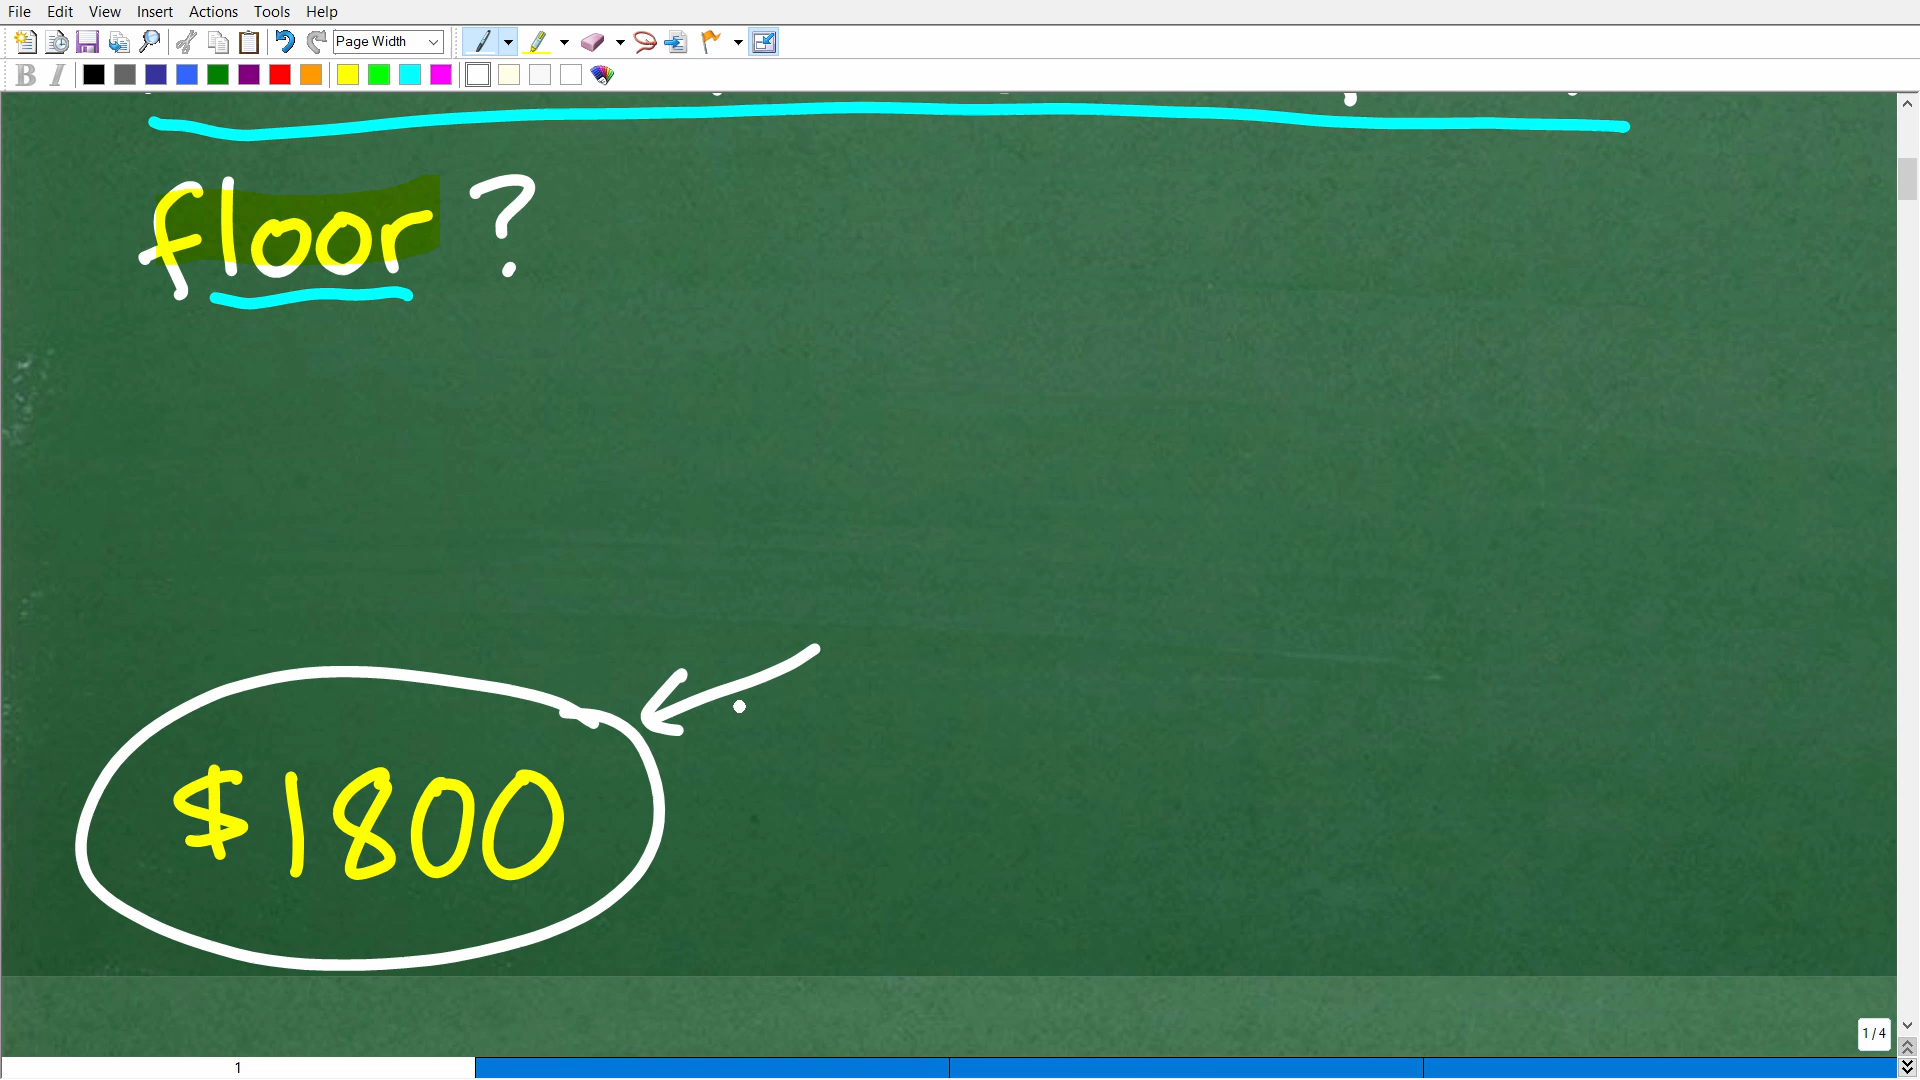 File Edit View Insert Actions Tools Help
Page Width
B I
floor ?
$1800
1 / 4
1